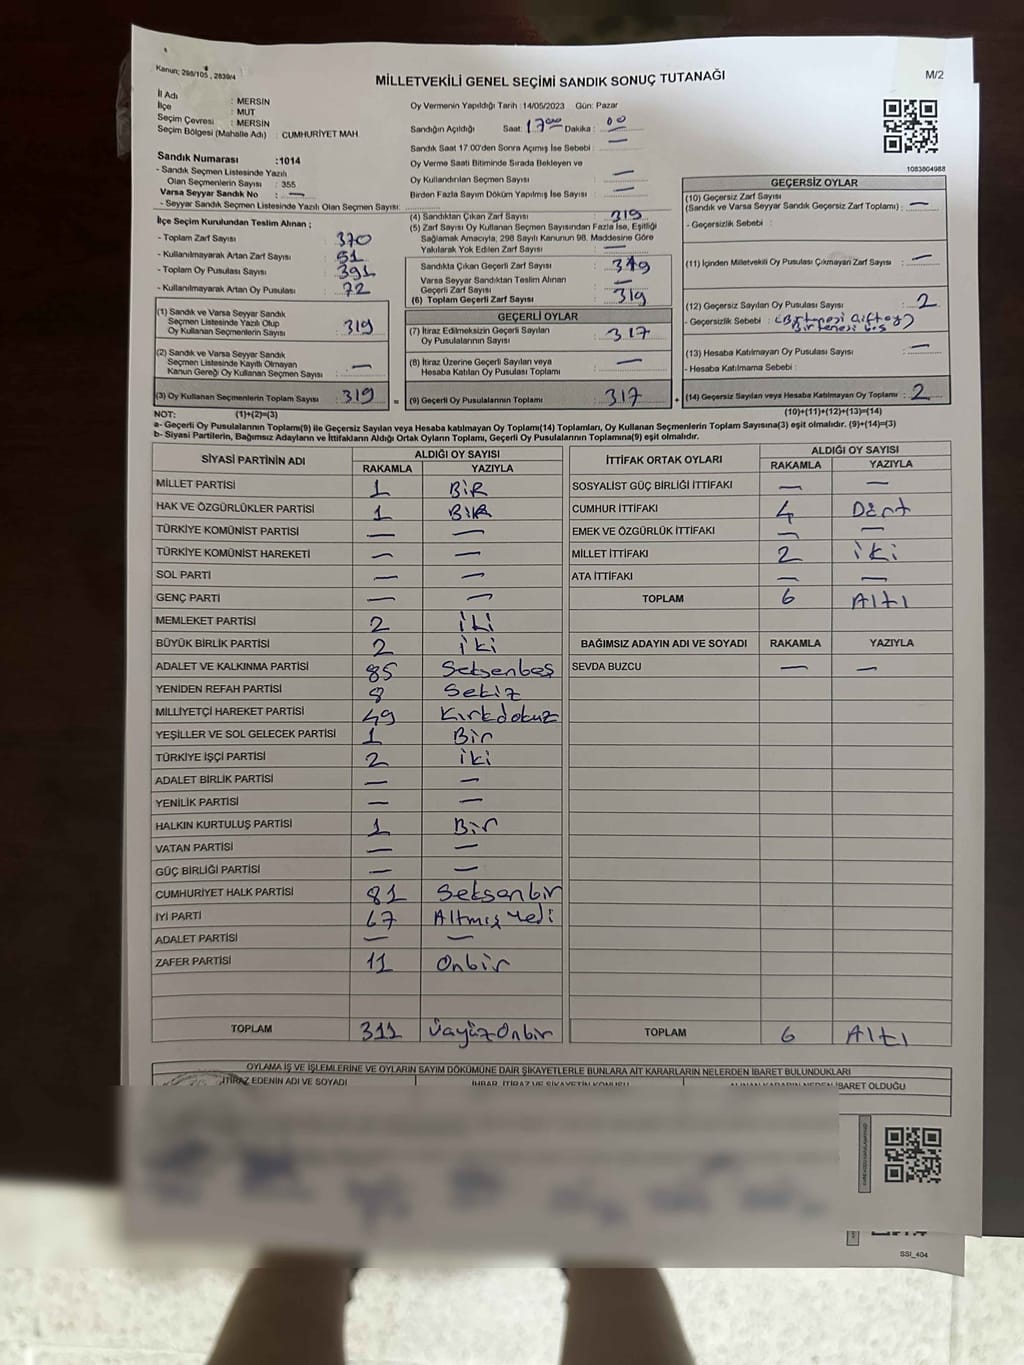 Kanun; 298/105, 2839/4
MİLLETVEKİLİ GENEL SEÇİMİ SANDIK SONUÇ TUTANAĞI
M/2
İl Adı : MERSİN
İlçe : MUT
Seçim Çevresi : MERSİN
Seçim Bölgesi (Mahalle Adı) : CUMHURİYET MAH.
Sandık Numarası :1014
- Sandık Seçmen Listesinde Yazılı
Olan Seçmenlerin Sayısı : 355
Varsa Seyyar Sandık No : —
- Seyyar Sandık Seçmen Listesinde Yazılı Olan Seçmen Sayısı:
İlçe Seçim Kurulundan Teslim Alınan ;
- Toplam Zarf Sayısı : 370
- Kullanılmayarak Artan Zarf Sayısı : 51
- Toplam Oy Pusulası Sayısı : 391
- Kullanılmayarak Artan Oy Pusulası : 72
(1) Sandık ve Varsa Seyyar Sandık
Seçmen Listesinde Yazılı Olup
Oy Kullanan Seçmenlerin Sayısı : 319
(2) Sandık ve Varsa Seyyar Sandık
Seçmen Listesinde Kayıtlı Olmayan
Kanun Gereği Oy Kullanan Seçmen Sayısı : —
(3) Oy Kullanan Seçmenlerin Toplam Sayısı : 319
Oy Vermenin Yapıldığı Tarih :14/05/2023 Gün: Pazar
Sandığın Açıldığı Saat: 17 00 Dakika : 00
Sandık Saat 17:00'den Sonra Açımış İse Sebebi : —
Oy Verme Saati Bitiminde Sırada Bekleyen ve
Oy Kullandırılan Seçmen Sayısı : —
Birden Fazla Sayım Döküm Yapılmış İse Sayısı : —
(4) Sandıktan Çıkan Zarf Sayısı : 319
(5) Zarf Sayısı Oy Kullanan Seçmen Sayısından Fazla İse, Eşitliği
Sağlamak Amacıyla, 298 Sayılı Kanunun 98. Maddesine Göre
Yakılarak Yok Edilen Zarf Sayısı : —
Sandıkta Çıkan Geçerli Zarf Sayısı : 319
Varsa Seyyar Sandıktan Teslim Alınan
Geçerli Zarf Sayısı : —
(6) Toplam Geçerli Zarf Sayısı : 319
GEÇERLİ OYLAR
(7) İtiraz Edilmeksizin Geçerli Sayılan
Oy Pusulasının Sayısı : 317
(8) İtiraz Üzerine Geçerli Sayılan veya
Hesaba Katılan Oy Pusulası Toplamı : —
= (9) Geçerli Oy Pusulalarının Toplamı : 317
1083804988
GEÇERSİZ OYLAR
(10) Geçersiz Zarf Sayısı
(Sandık ve Varsa Seyyar Sandık Geçersiz Zarf Toplamı) : —
- Geçersizlik Sebebi :
(11) İçinden Milletvekili Oy Pusulası Çıkmayan Zarf Sayısı : —
(12) Geçersiz Sayılan Oy Pusulası Sayısı : 2
- Geçersizlik Sebebi : (Birtanesi çift oy)
Birtanesi boş
(13) Hesaba Katılmayan Oy Pusulası Sayısı : —
- Hesaba Katılmama Sebebi :
+ (14) Geçersiz Sayılan veya Hesaba Katılmayan Oy Toplamı : 2
NOT: (1)+(2)=(3) (10)+(11)+(12)+(13)=(14)
a- Geçerli Oy Pusulalarının Toplamı(9) ile Geçersiz Sayılan veya Hesaba katılmayan Oy Toplamı(14) Toplamları, Oy Kullanan Seçmenlerin Toplam Sayısına(3) eşit olmalıdır. (9)+(14)=(3)
b- Siyasi Partilerin, Bağımsız Adayların ve İttifakların Aldığı Ortak Oyların Toplamı, Geçerli Oy Pusulalarının Toplamına(9) eşit olmalıdır.
SİYASİ PARTİNİN ADI ALDIĞI OY SAYISI
RAKAMLA YAZIYLA
MİLLET PARTİSİ 1 BİR
HAK VE ÖZGÜRLÜKLER PARTİSİ 1 BİR
TÜRKİYE KOMÜNİST PARTİSİ — —
TÜRKİYE KOMÜNİST HAREKETİ — —
SOL PARTİ — —
GENÇ PARTİ — —
MEMLEKET PARTİSİ 2 iki
BÜYÜK BİRLİK PARTİSİ 2 iki
ADALET VE KALKINMA PARTİSİ 85 Seksenbeş
YENİDEN REFAH PARTİSİ 8 Sekiz
MİLLİYETÇİ HAREKET PARTİSİ 49 Kırkdokuz
YEŞİLLER VE SOL GELECEK PARTİSİ 1 Bir
TÜRKİYE İŞÇİ PARTİSİ 2 iki
ADALET BİRLİK PARTİSİ — —
YENİLİK PARTİSİ — —
HALKIN KURTULUŞ PARTİSİ 1 Bir
VATAN PARTİSİ — —
GÜÇ BİRLİĞİ PARTİSİ — —
CUMHURİYET HALK PARTİSİ 81 Seksenbir
İYİ PARTİ 67 Altmış yedi
ADALET PARTİSİ — —
ZAFER PARTİSİ 11 Onbir
TOPLAM 311 ÜçyüzOnbir
İTTİFAK ORTAK OYLARI ALDIĞI OY SAYISI
RAKAMLA YAZIYLA
SOSYALİST GÜÇ BİRLİĞİ İTTİFAKI — —
CUMHUR İTTİFAKI 4 Dört
EMEK VE ÖZGÜRLÜK İTTİFAKI — —
MİLLET İTTİFAKI 2 iki
ATA İTTİFAKI — —
TOPLAM 6 Altı
BAĞIMSIZ ADAYIN ADI VE SOYADI RAKAMLA YAZIYLA
SEVDA BUZCU — —
TOPLAM 6 Altı
OYLAMA İŞ VE İŞLEMLERİNE VE OYLARIN SAYIM DÖKÜMÜNE DAİR ŞİKAYETLERLE BUNLARA AİT KARARLARIN NELERDEN İBARET BULUNDUKLARI
İTİRAZ EDENİN ADI VE SOYADI
İBARET OLDUĞU
SSI_404